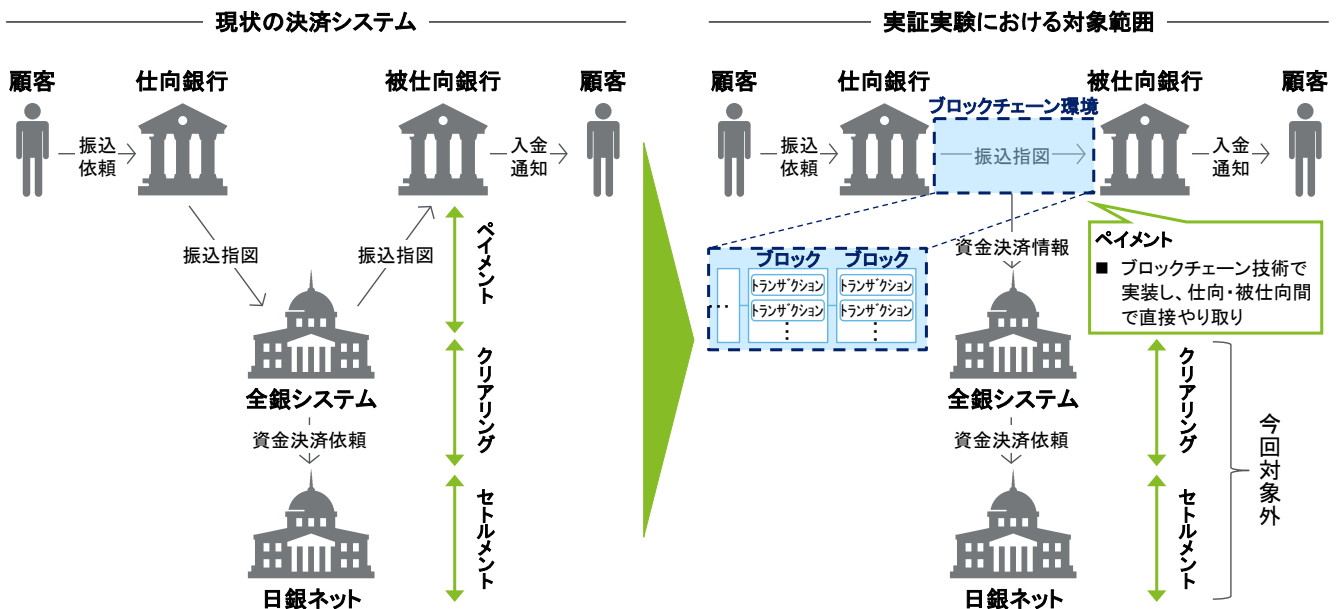 現状の決済システム
顧客
仕向銀行
被仕向銀行
顧客
振込
依頼
入金
通知
振込指図
振込指図
ペイメント
全銀システム
クリアリング
資金決済依頼
セトルメント
日銀ネット
実証実験における対象範囲
顧客
仕向銀行
被仕向銀行
顧客
ブロックチェーン環境
振込
依頼
振込指図
入金
通知
資金決済情報
ブロック
ブロック
トランザクション
トランザクション
トランザクション
トランザクション
⋮
⋮
…
ペイメント
■ ブロックチェーン技術で
実装し、仕向・被仕向間
で直接やり取り
全銀システム
クリアリング
資金決済依頼
セトルメント
今回対象外
日銀ネット